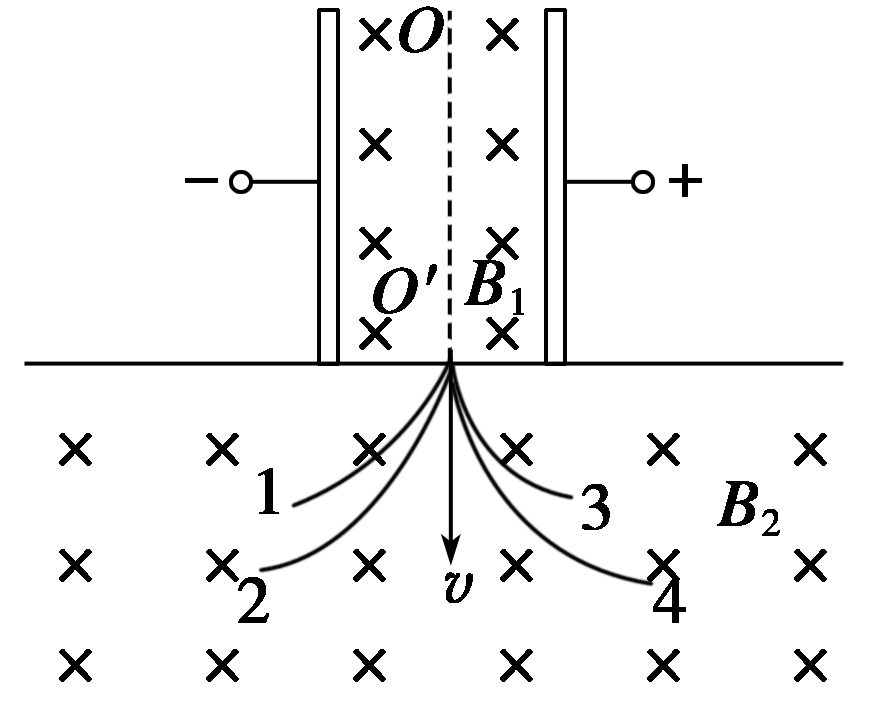 O
− +
O′ B₁
1 3 B₂
2 v 4